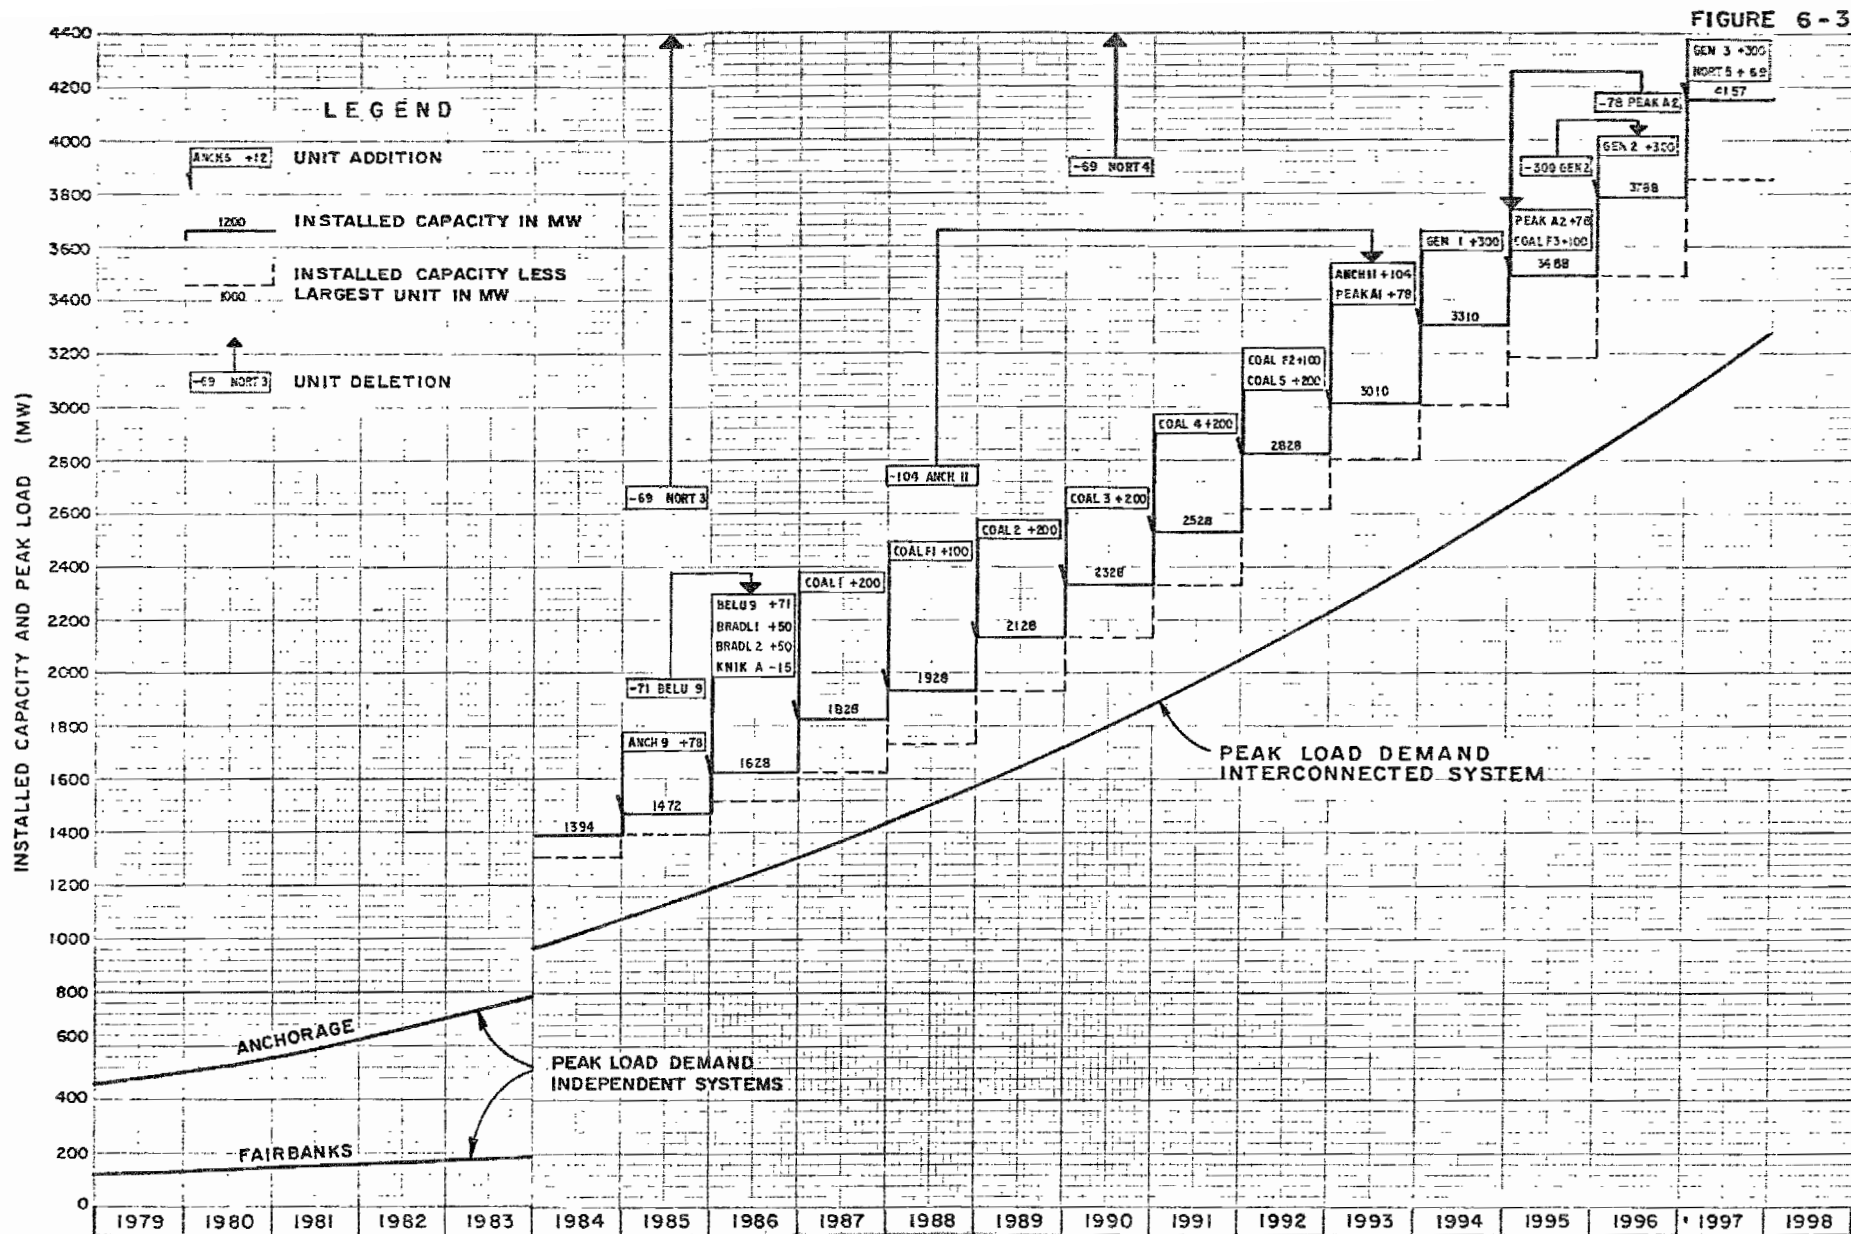 FIGURE 6-3
INSTALLED CAPACITY AND PEAK LOAD (MW)
4400
4200
4000
3800
3600
3400
3200
3000
2800
2600
2400
2200
2000
1800
1600
1400
1200
1000
800
600
400
200
0
LEGEND
ANCH5 +12
UNIT ADDITION
1200
INSTALLED CAPACITY IN MW
INSTALLED CAPACITY LESS
LARGEST UNIT IN MW
1000
-69 NORT 3
UNIT DELETION
1394
ANCH 9 +78
1472
-71 BELU 9
-69 NORT 3
BELU 9 +71
BRADL 1 +50
BRADL 2 +50
KNIK A -15
1628
COAL 1 +200
1828
-104 ANCH 11
COAL F1 +100
1928
COAL 2 +200
2128
-69 NORT 4
COAL 3 +200
2328
COAL 4 +200
2528
COAL F2 +100
COAL 5 +200
2828
ANCH 11 +104
PEAK A1 +78
3010
GEN 1 +300
3310
PEAK A2 +78
COAL F3 +100
3488
-300 GEN 2
-78 PEAK A2
GEN 2 +300
3788
GEN 3 +300
NORT 5 +69
4157
PEAK LOAD DEMAND
INTERCONNECTED SYSTEM
ANCHORAGE
PEAK LOAD DEMAND
INDEPENDENT SYSTEMS
FAIRBANKS
1979 1980 1981 1982 1983 1984 1985 1986 1987 1988 1989 1990 1991 1992 1993 1994 1995 1996 1997 1998